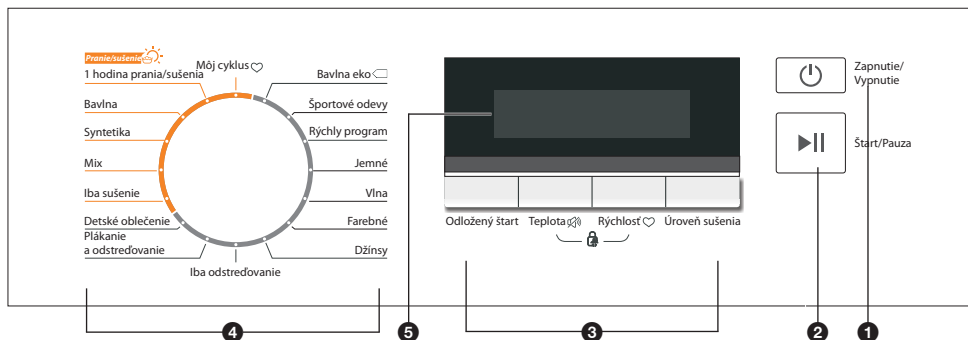 Pranie/sušenie
Môj cyklus
1 hodina prania/sušenia
Bavlna
Syntetika
Mix
Iba sušenie
Detské oblečenie
Plákanie
a odstreďovanie
Iba odstreďovanie
Bavlna eko
Športové odevy
Rýchly program
Jemné
Vlna
Farebné
Džínsy
Odložený štart
Teplota
Rýchlosť
Úroveň sušenia
Zapnutie/
Vypnutie
Štart/Pauza
4
5
3
2
1